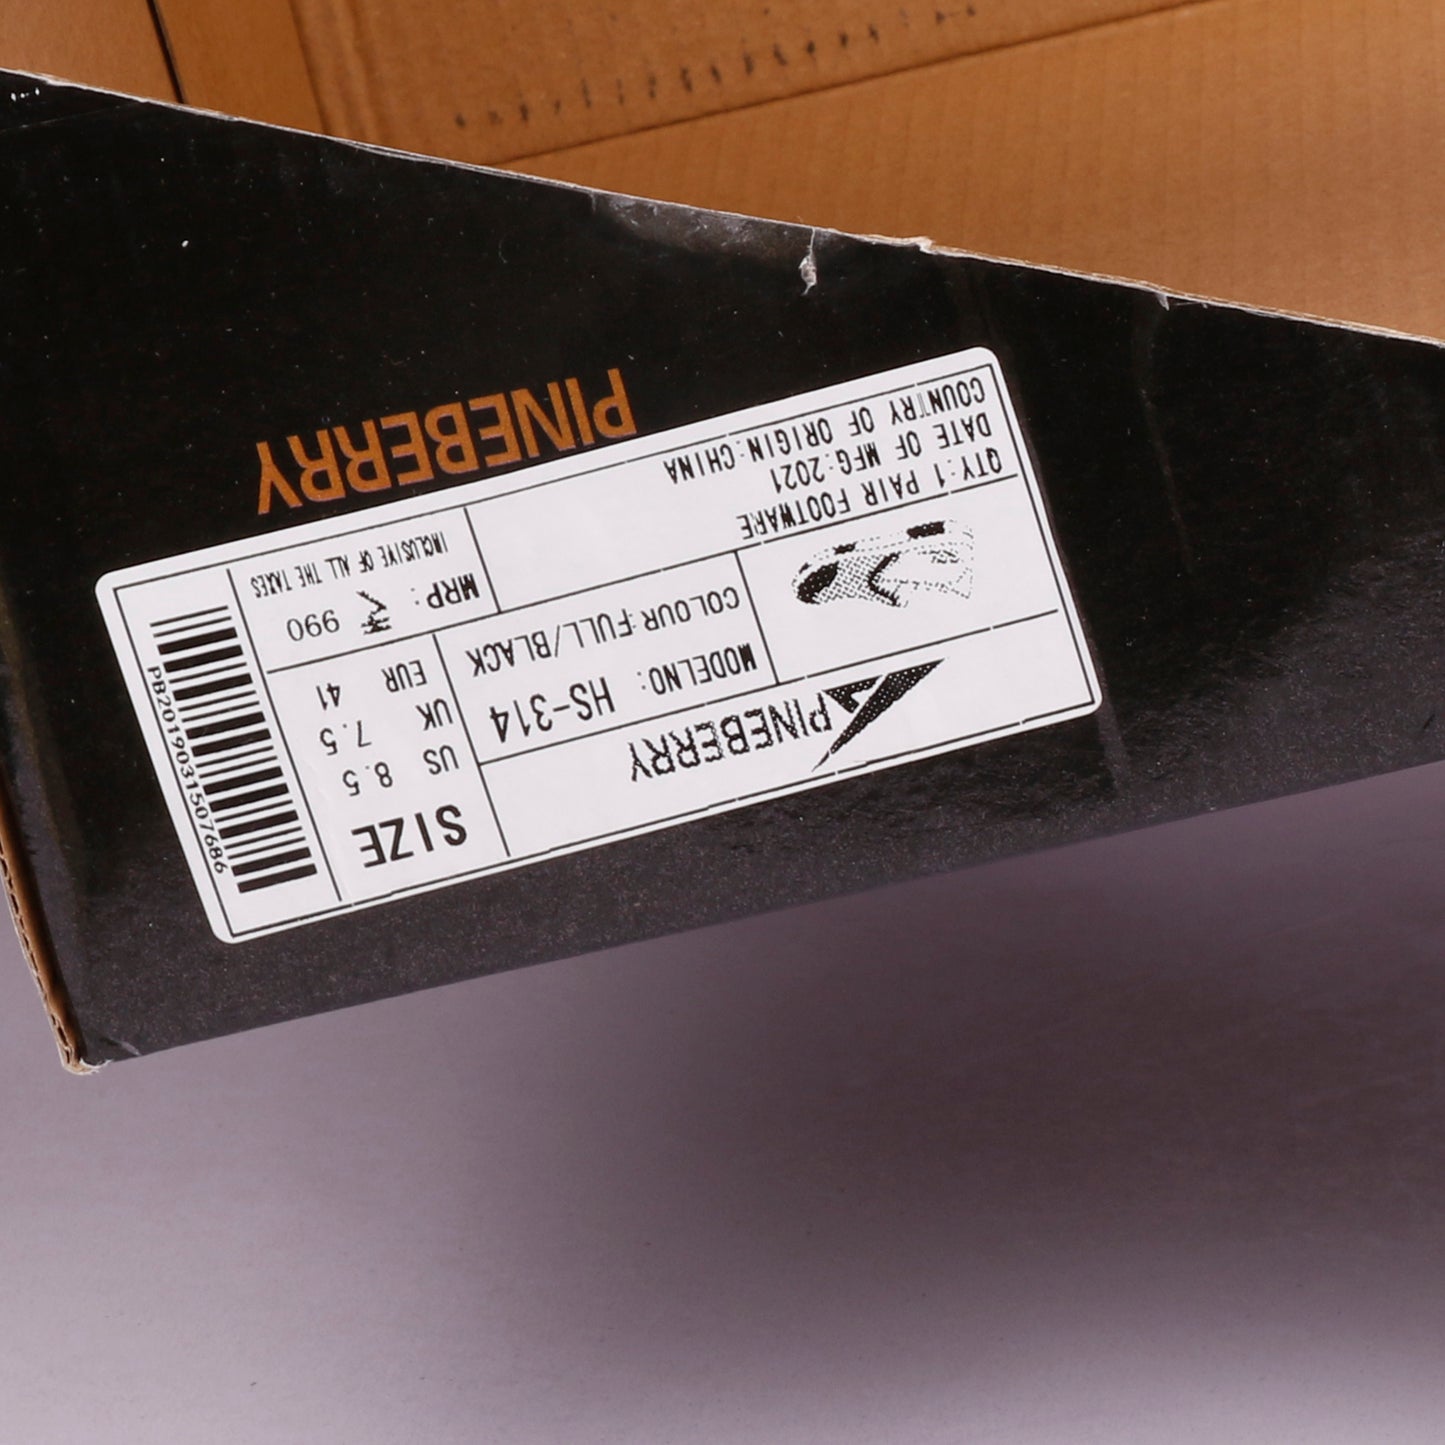 PINEBERRY
MODELNO: HS-314
COLOUR:FULL/BLACK
SIZE
US 8.5
UK 7.5
EUR 41
MRP: 990
INCLUSIVE OF ALL THE TAXES
PB2019031507686
QTY:1 PAIR FOOTWARE
DATE OF MFG:2021
COUNTRY OF ORIGIN:CHINA
PINEBERRY